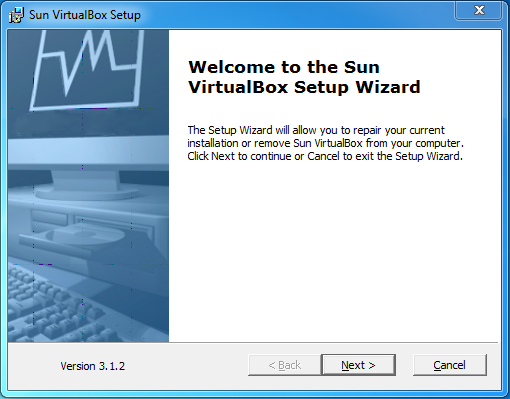 Sun VirtualBox Setup
Welcome to the Sun
VirtualBox Setup Wizard
The Setup Wizard will allow you to repair your current
installation or remove Sun VirtualBox from your computer.
Click Next to continue or Cancel to exit the Setup Wizard.
Version 3.1.2
< Back
Next >
Cancel